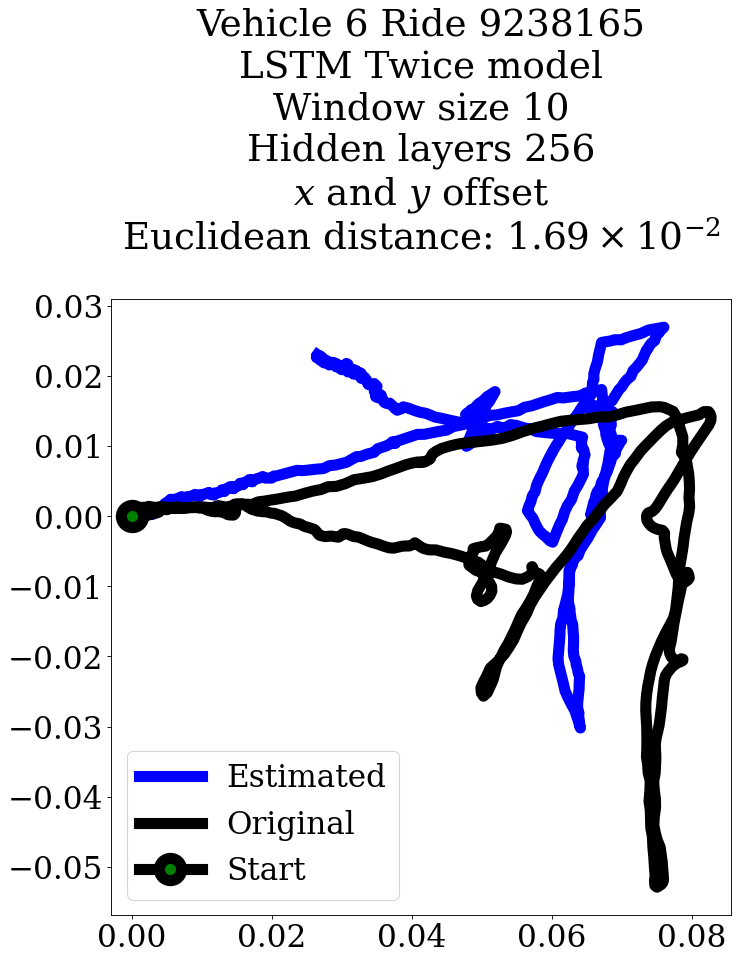 Vehicle 6 Ride 9238165
LSTM Twice model
Window size 10
Hidden layers 256
x and y offset
Euclidean distance: 1.69 × 10⁻²
0.03
0.02
0.01
0.00
−0.01
−0.02
−0.03
−0.04
−0.05
Estimated
Original
Start
0.00 0.02 0.04 0.06 0.08